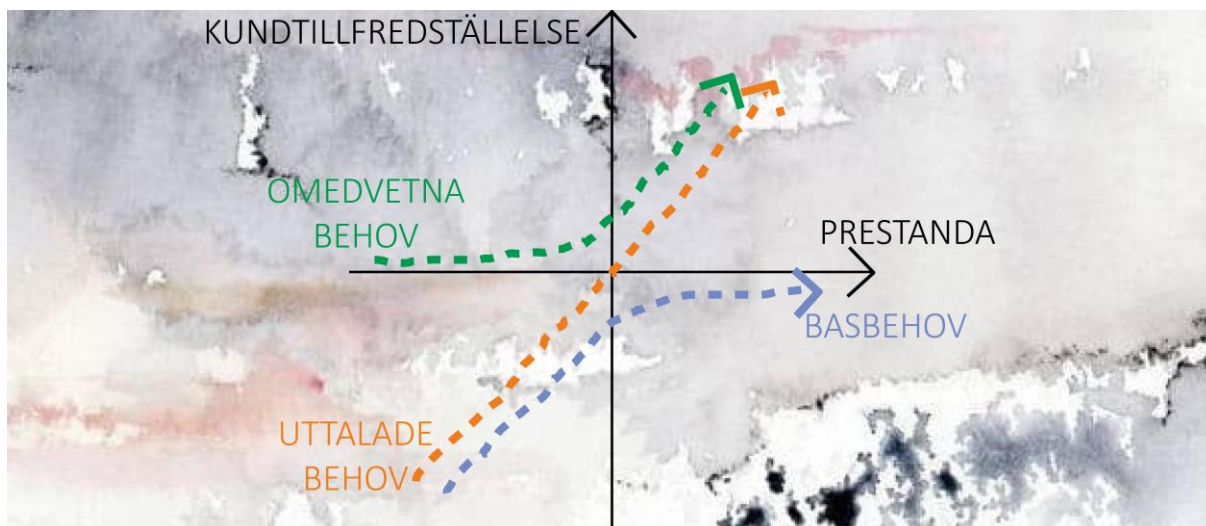 KUNDTILLFREDSTÄLLELSE
OMEDVETNA
BEHOV
PRESTANDA
BASBEHOV
UTTALADE
BEHOV